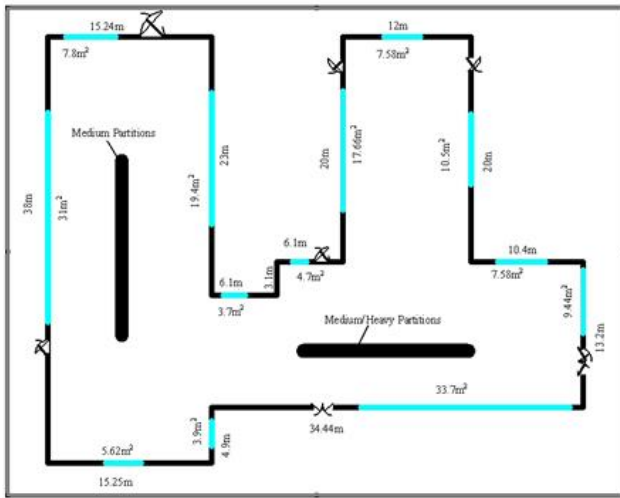 15.24m
12m
7.8m²
7.58m²
Medium Partitions
23m
19.4m²
20m
17.66m²
10.5m²
20m
38m
31m²
6.1m
4.7m²
3.1m
6.1m
3.7m²
10.4m
7.58m²
9.44m²
13.2m
Medium/Heavy Partitions
33.7m²
34.44m
3.9m²
4.9m
5.62m²
15.25m